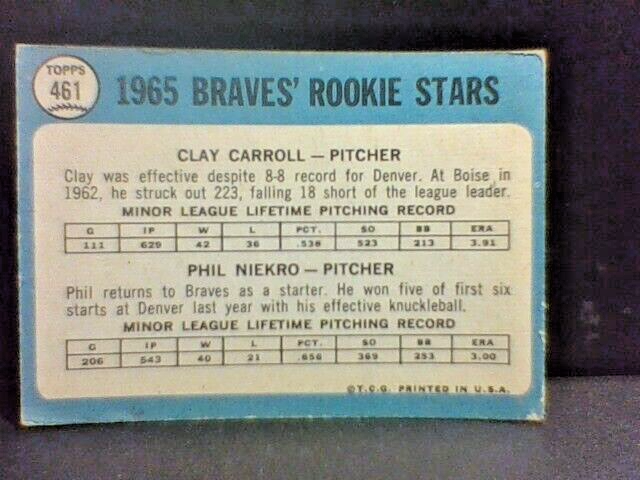 TOPPS
461
1965 BRAVES' ROOKIE STARS
CLAY CARROLL — PITCHER
Clay was effective despite 8-8 record for Denver. At Boise in
1962, he struck out 223, falling 18 short of the league leader.
MINOR LEAGUE LIFETIME PITCHING RECORD
G IP W L PCT. SO BB ERA
111 629 42 36 .538 523 213 3.91
PHIL NIEKRO — PITCHER
Phil returns to Braves as a starter. He won five of first six
starts at Denver last year with his effective knuckleball.
MINOR LEAGUE LIFETIME PITCHING RECORD
G IP W L PCT. SO BB ERA
206 543 40 21 .656 369 253 3.00
©T.C.G. PRINTED IN U.S.A.